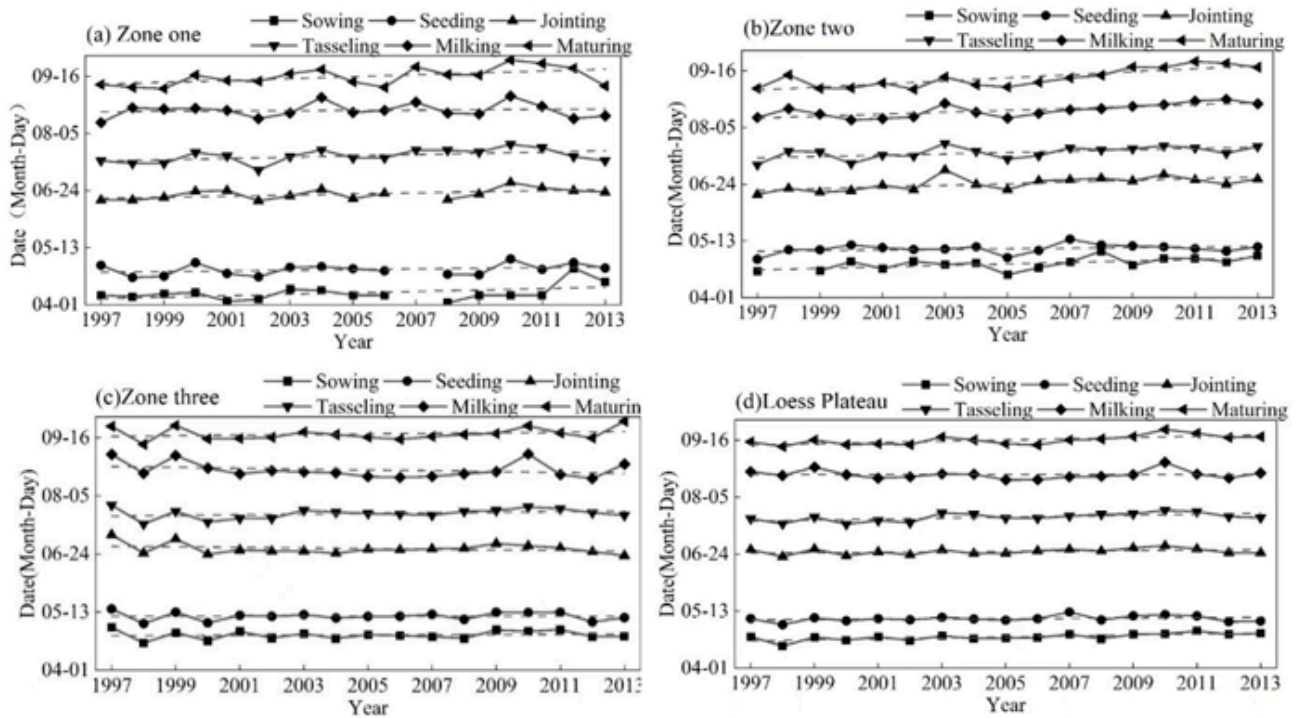 (a) Zone one
Sowing Seeding Jointing
Tasseling Milking Maturing
Date (Month-Day)
09-16
08-05
06-24
05-13
04-01
1997 1999 2001 2003 2005 2007 2009 2011 2013
Year
(b)Zone two
Sowing Seeding Jointing
Tasseling Milking Maturing
Date(Month-Day)
09-16
08-05
06-24
05-13
04-01
1997 1999 2001 2003 2005 2007 2009 2011 2013
Year
(c)Zone three
Sowing Seeding Jointing
Tasseling Milking Maturin
Date(Month-Day)
09-16
08-05
06-24
05-13
04-01
1997 1999 2001 2003 2005 2007 2009 2011 2013
Year
(d)Loess Plateau
Sowing Seeding Jointing
Tasseling Milking Maturing
Date(Month-Day)
09-16
08-05
06-24
05-13
04-01
1997 1999 2001 2003 2005 2007 2009 2011 2013
Year